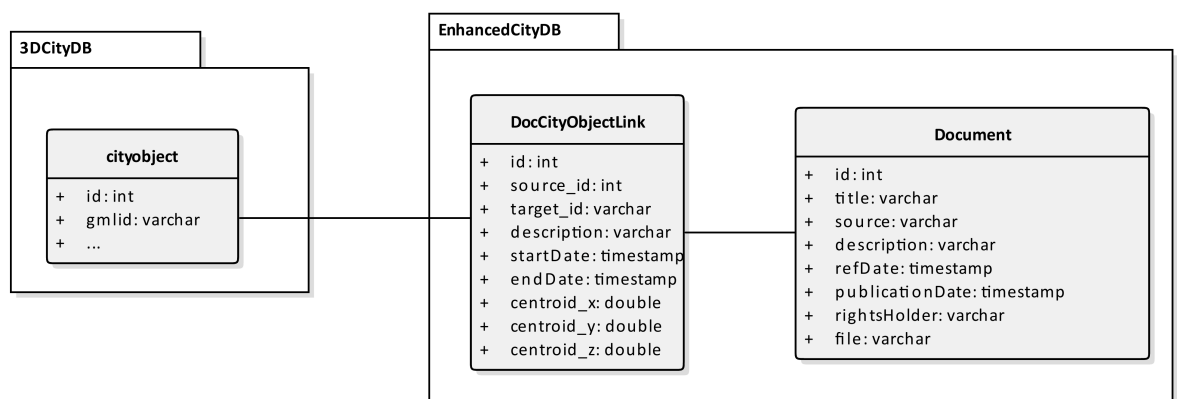 3DCityDB
cityobject
+ id: int
+ gmlid: varchar
+ ...
EnhancedCityDB
DocCityObjectLink
+ id: int
+ source_id: int
+ target_id: varchar
+ description: varchar
+ startDate: timestamp
+ endDate: timestamp
+ centroid_x: double
+ centroid_y: double
+ centroid_z: double
Document
+ id: int
+ title: varchar
+ source: varchar
+ description: varchar
+ refDate: timestamp
+ publicationDate: timestamp
+ rightsHolder: varchar
+ file: varchar